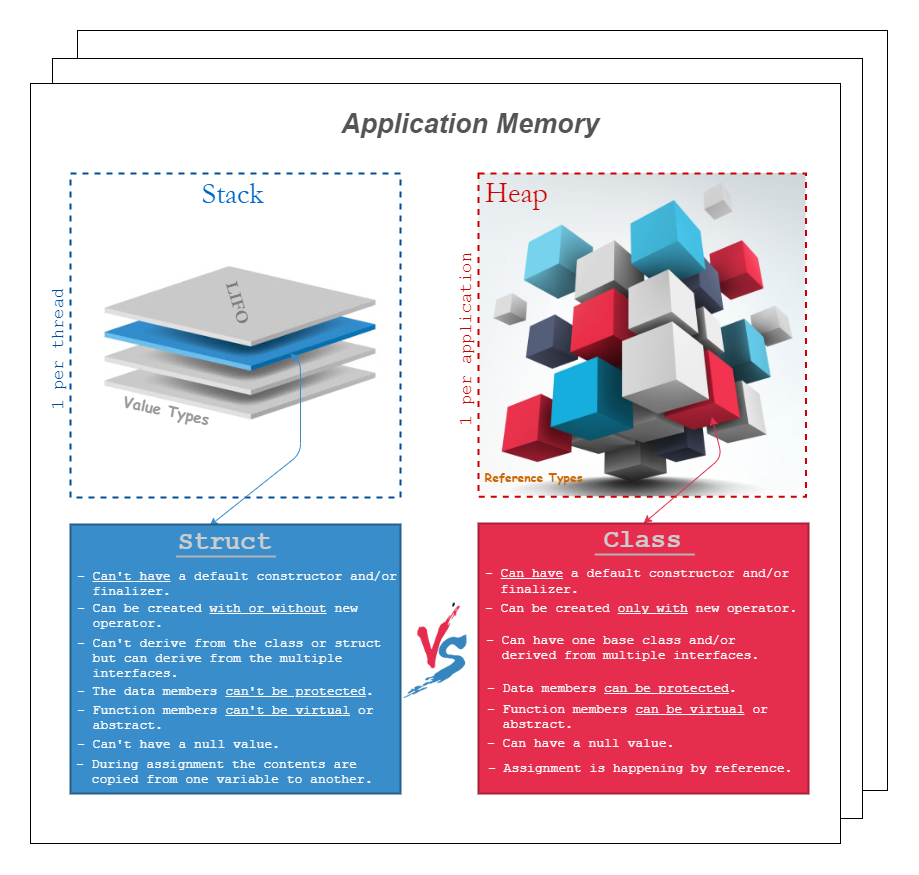 Application Memory
Stack
1 per thread
LIFO
Value Types
Heap
1 per application
Reference Types
Struct
– Can't have a default constructor and/or
finalizer.
– Can be created with or without new
operator.
– Can't derive from the class or struct
but can derive from the multiple
interfaces.
– The data members can't be protected.
– Function members can't be virtual or
abstract.
– Can't have a null value.
– During assignment the contents are
copied from one variable to another.
VS
Class
– Can have a default constructor and/or
finalizer.
– Can be created only with new operator.
– Can have one base class and/or
derived from multiple interfaces.
– Data members can be protected.
– Function members can be virtual or
abstract.
– Can have a null value.
– Assignment is happening by reference.